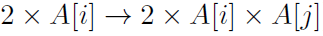 2 × A[i] → 2 × A[i] × A[j]